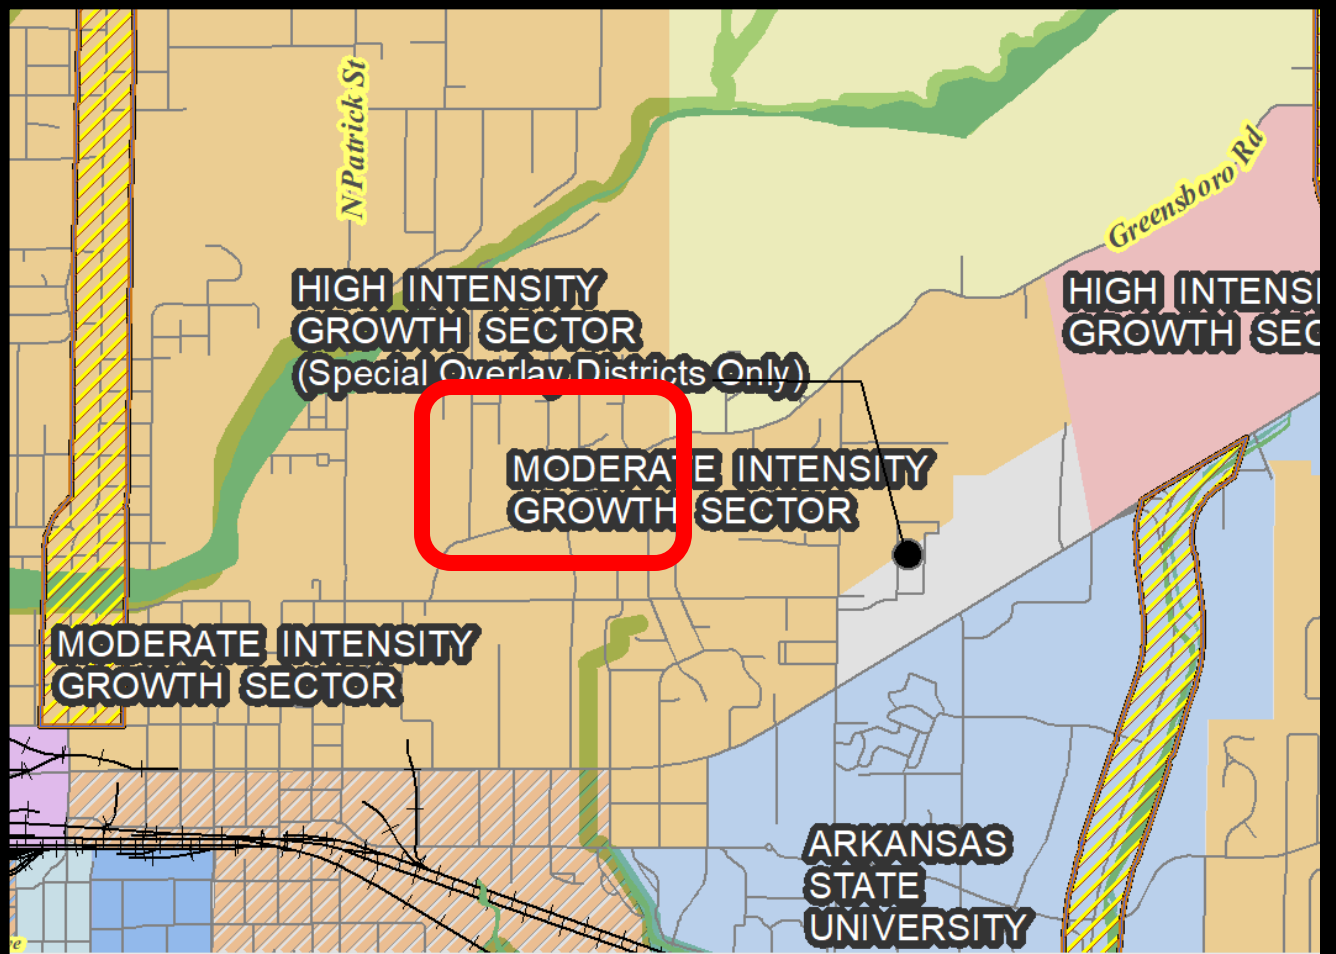 N Patrick St
Greensboro Rd
HIGH INTENSITY
GROWTH SECTOR
(Special Overlay Districts Only)
HIGH INTENSI
GROWTH SEC
MODERATE INTENSITY
GROWTH SECTOR
MODERATE INTENSITY
GROWTH SECTOR
ARKANSAS
STATE
UNIVERSITY